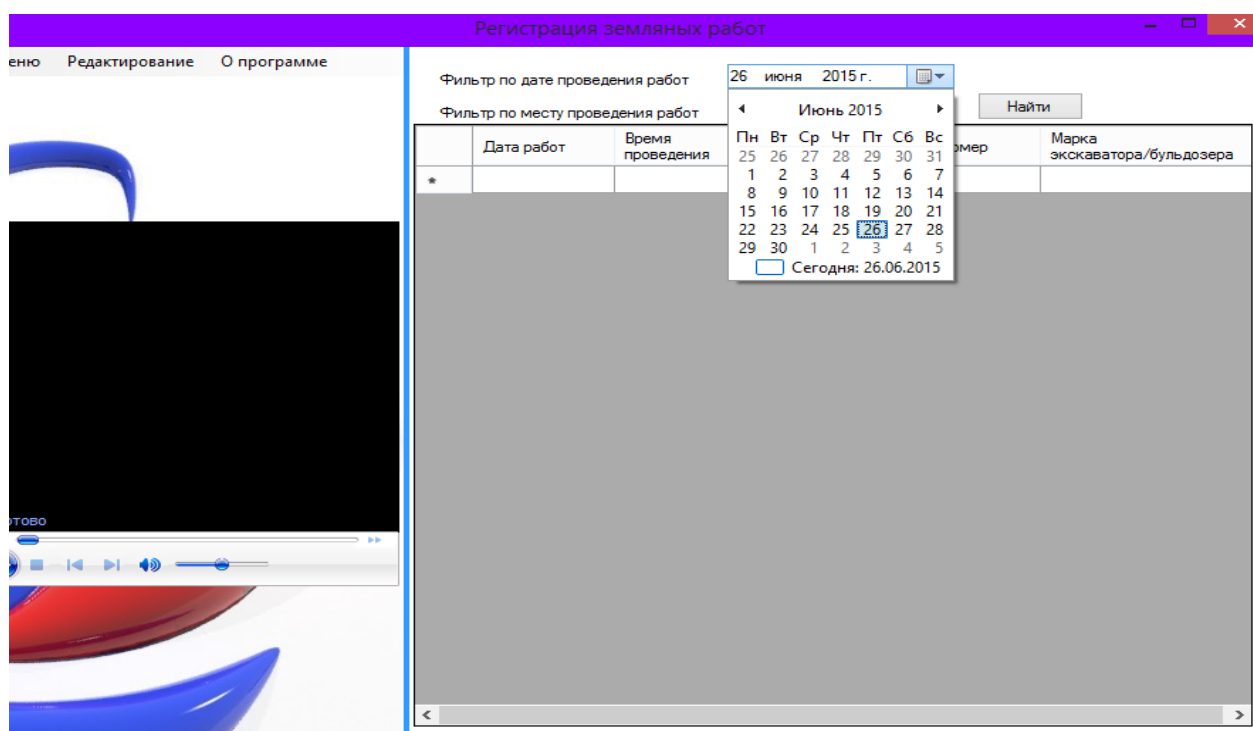 Регистрация земляных работ
еню Редактирование О программе
Фильтр по дате проведения работ 26 июня 2015 г.
Фильтр по месту проведения работ Найти
Июнь 2015
Пн Вт Ср Чт Пт Сб Вс
25 26 27 28 29 30 31
1 2 3 4 5 6 7
8 9 10 11 12 13 14
15 16 17 18 19 20 21
22 23 24 25 26 27 28
29 30 1 2 3 4 5
Сегодня: 26.06.2015
Дата работ
Время
проведения
омер
Марка
экскаватора/бульдозера
отово